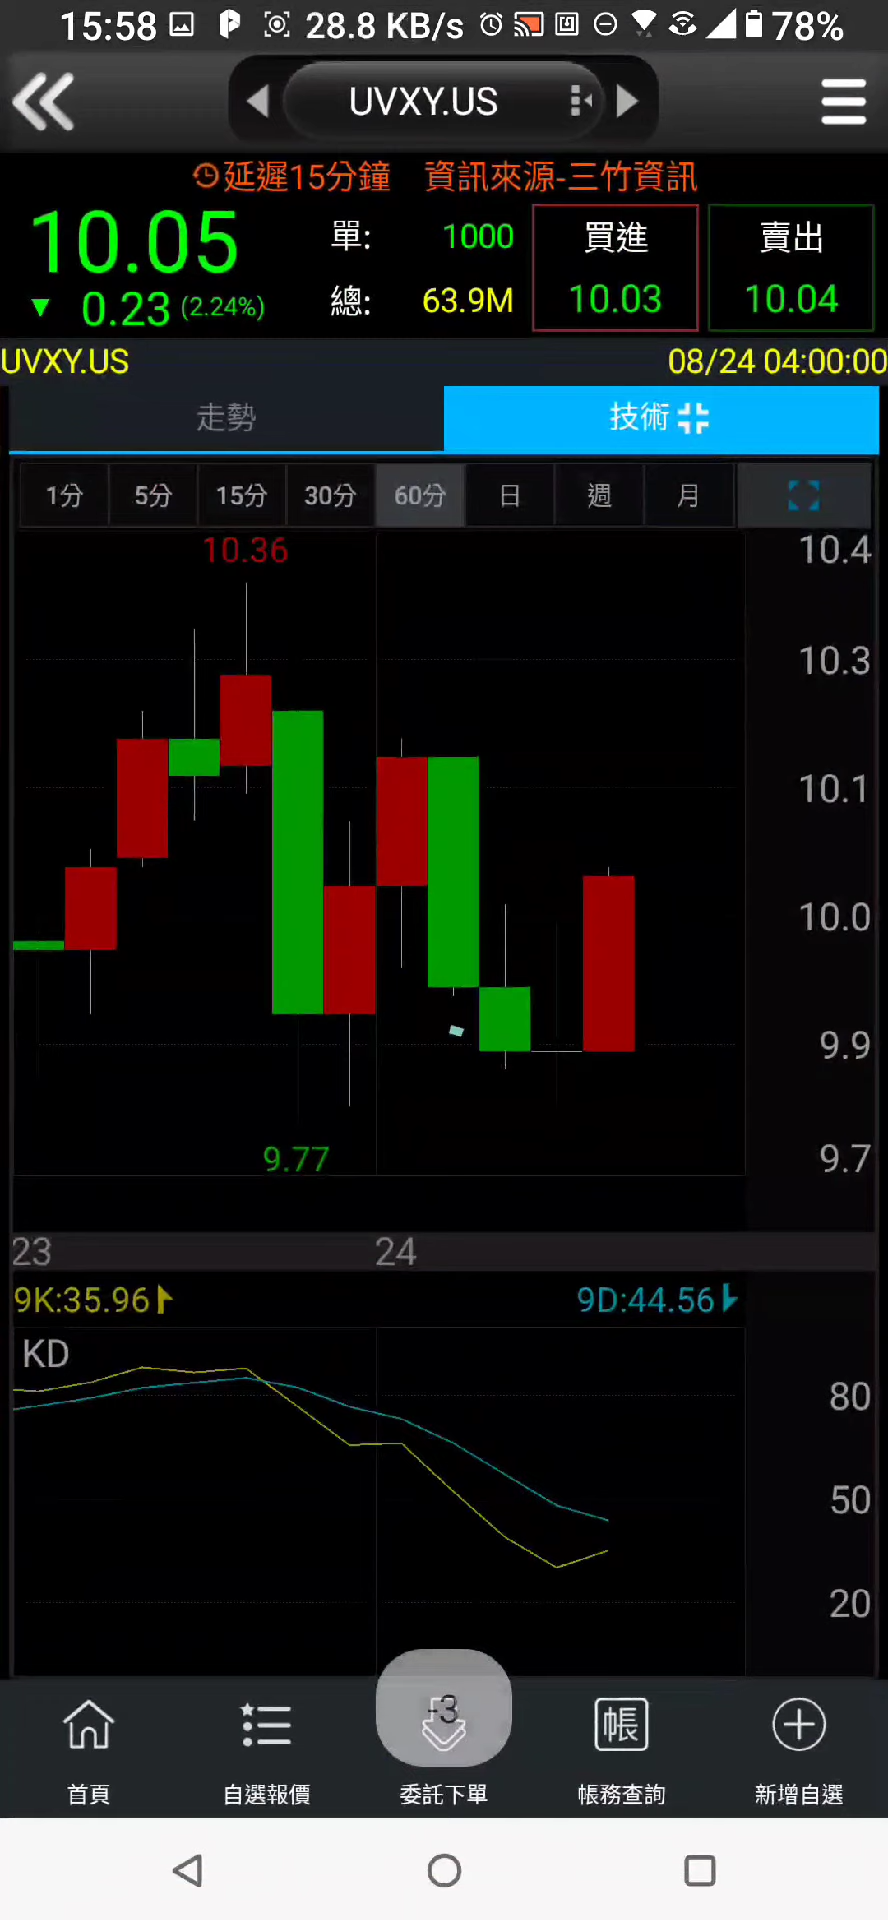 15:58 28.8 KB/s 78%
UVXY.US
延遲15分鐘 資訊來源-三竹資訊
10.05 單: 1000 買進 賣出
▼ 0.23 (2.24%) 總: 63.9M 10.03 10.04
UVXY.US 08/24 04:00:00
走勢 技術
1分 5分 15分 30分 60分 日 週 月
10.36 10.4
10.3
10.1
10.0
9.9
9.77 9.7
23 24
9K:35.96 9D:44.56
KD
80
50
20
-3
首頁 自選報價 委託下單 帳 帳務查詢 新增自選